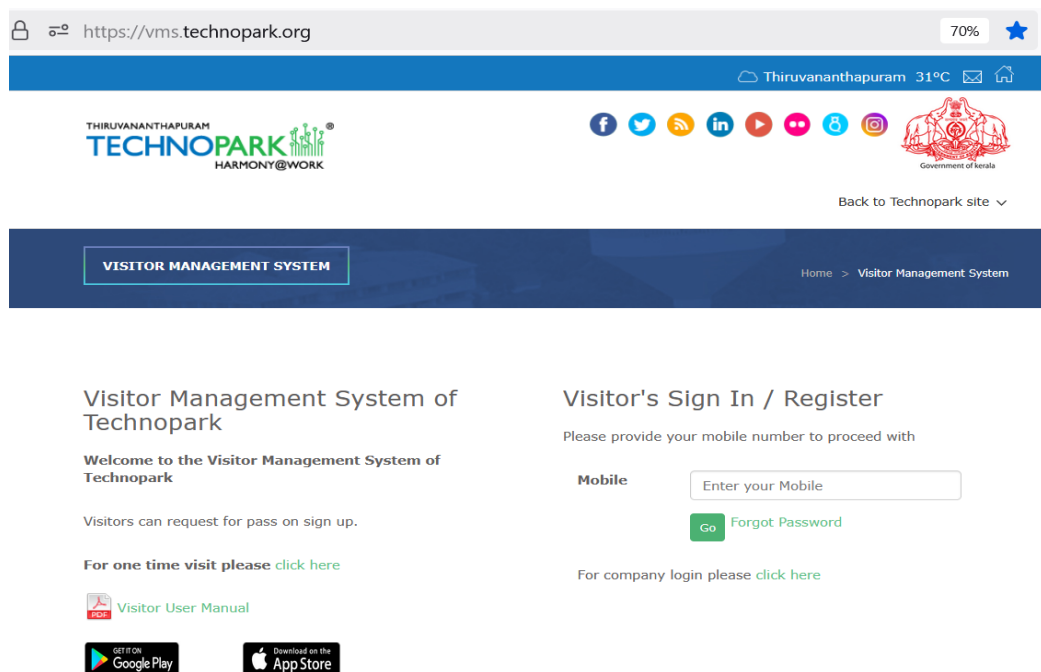 https://vms.technopark.org
70%
Thiruvananthapuram 31°C
THIRUVANANTHAPURAM
TECHNOPARK®
HARMONY@WORK
Government of kerala
Back to Technopark site
VISITOR MANAGEMENT SYSTEM
Home > Visitor Management System
Visitor Management System of
Technopark
Welcome to the Visitor Management System of
Technopark
Visitors can request for pass on sign up.
For one time visit please click here
PDF
Visitor User Manual
GET IT ON
Google Play
Download on the
App Store
Visitor's Sign In / Register
Please provide your mobile number to proceed with
Mobile
Enter your Mobile
Go Forgot Password
For company login please click here